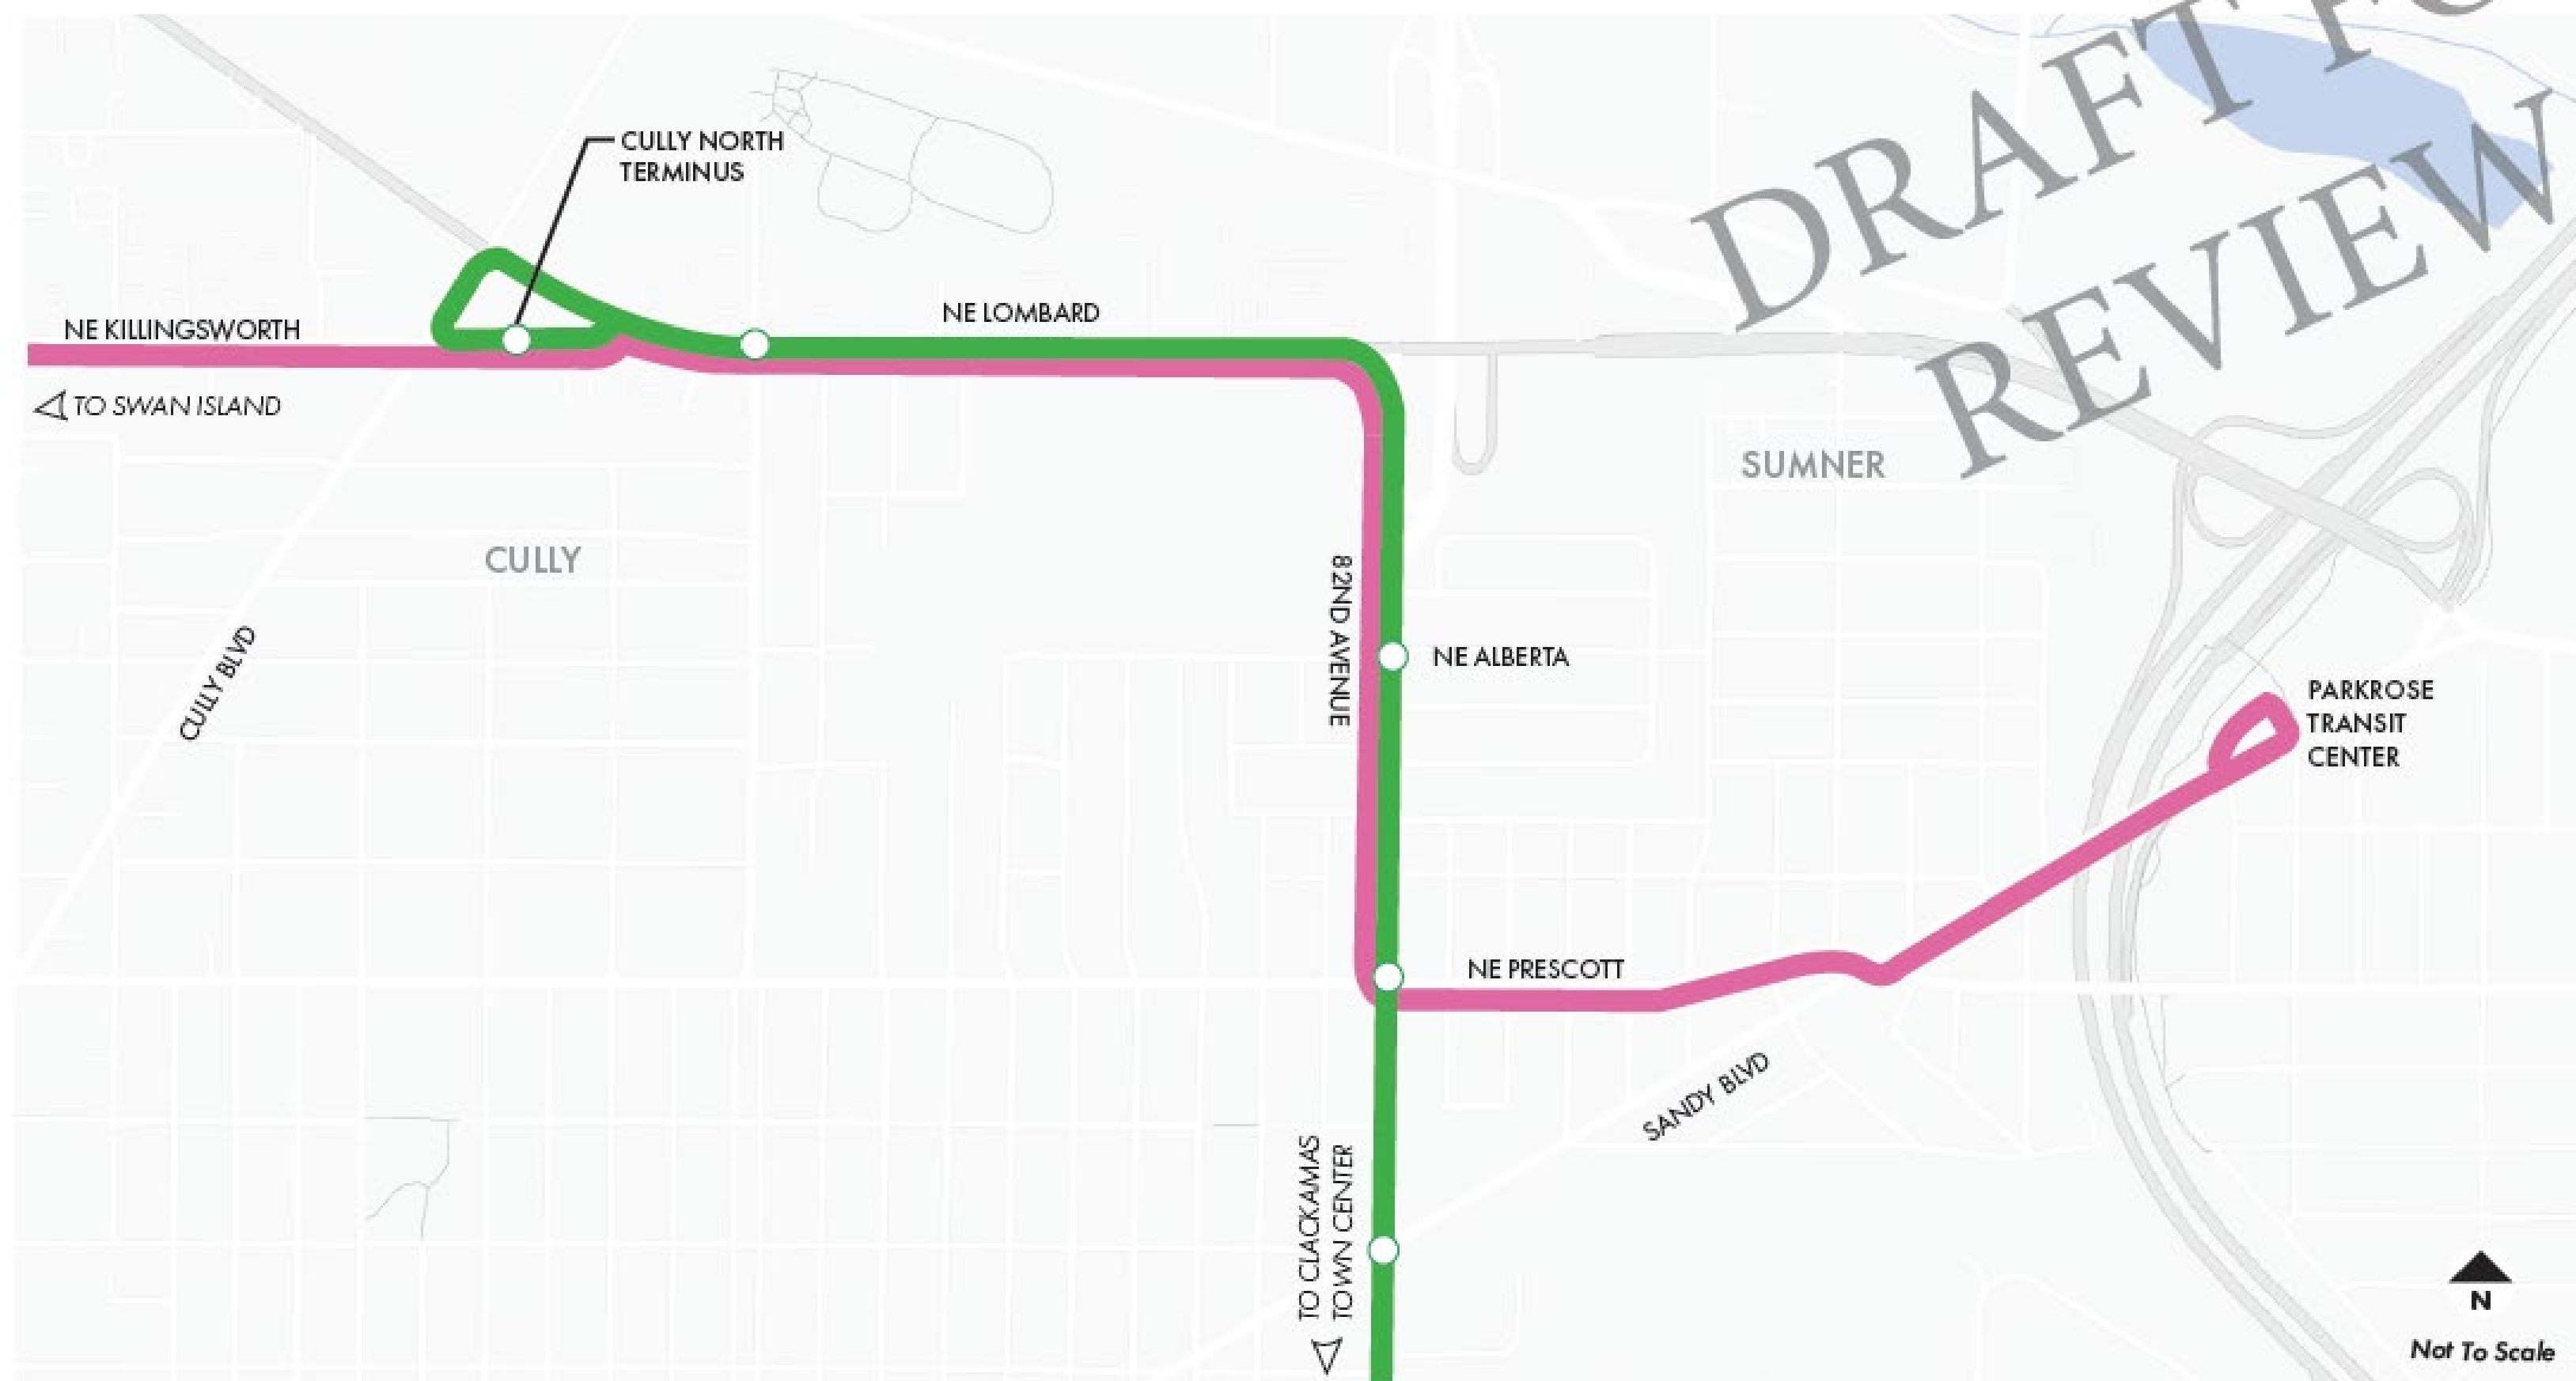 DRAFT FO
REVIEW
CULLY NORTH
TERMINUS
NE KILLINGSWORTH
NE LOMBARD
TO SWAN ISLAND
SUMNER
CULLY
82ND AVENUE
CULLY BLVD
NE ALBERTA
PARKROSE
TRANSIT
CENTER
NE PRESCOTT
SANDY BLVD
TO CLACKAMAS
TOWN CENTER
N
Not To Scale